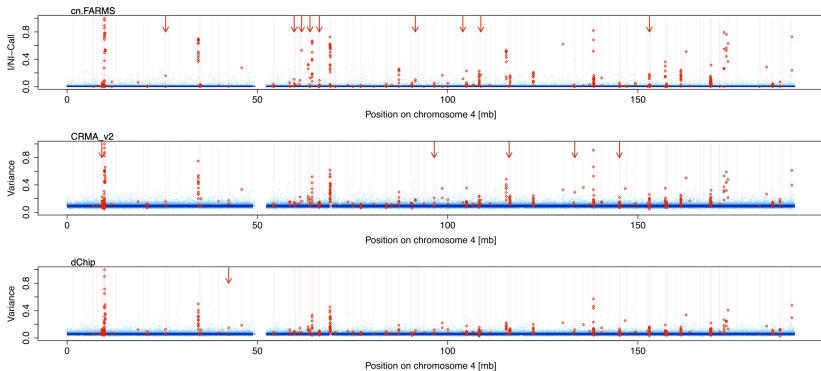 cn.FARMS
I/NI−Call
0.0 0.4 0.8
0 50 100 150
Position on chromosome 4 [mb]
CRMA_v2
Variance
0.0 0.4 0.8
0 50 100 150
Position on chromosome 4 [mb]
dChip
Variance
0.0 0.4 0.8
0 50 100 150
Position on chromosome 4 [mb]